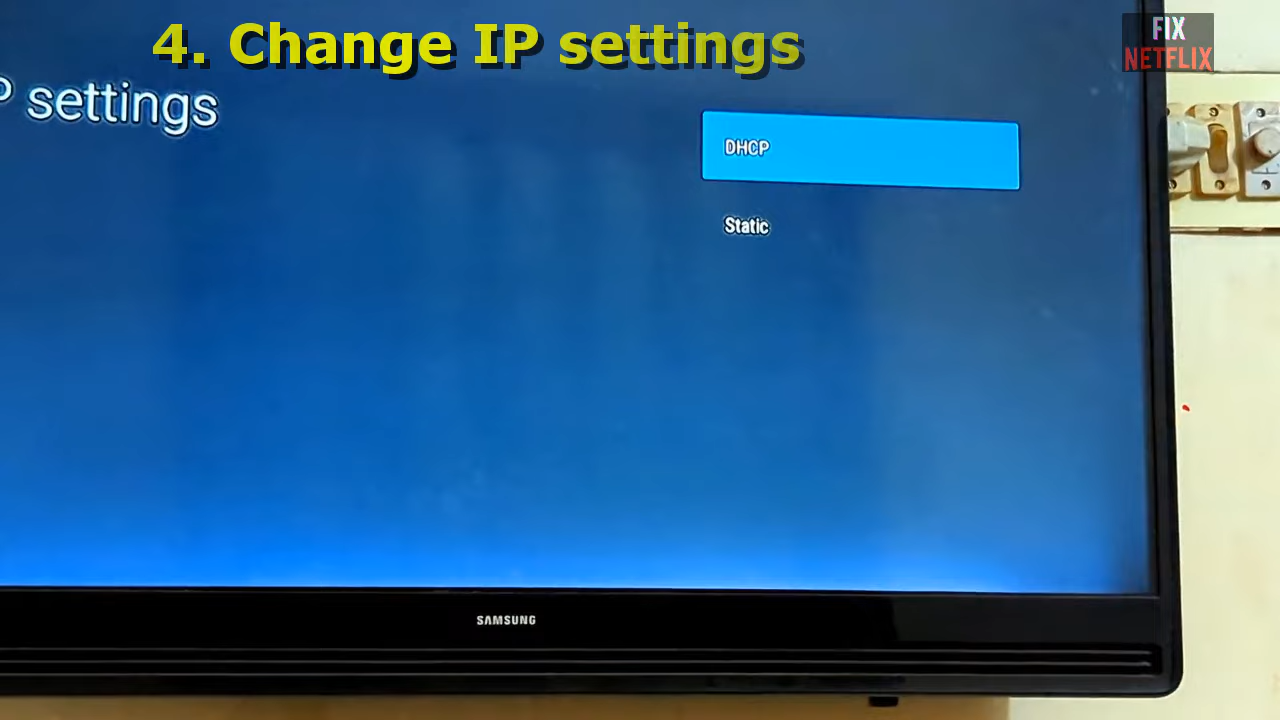 4. Change IP settings
FIX
NETFLIX
P settings
DHCP
Static
SAMSUNG